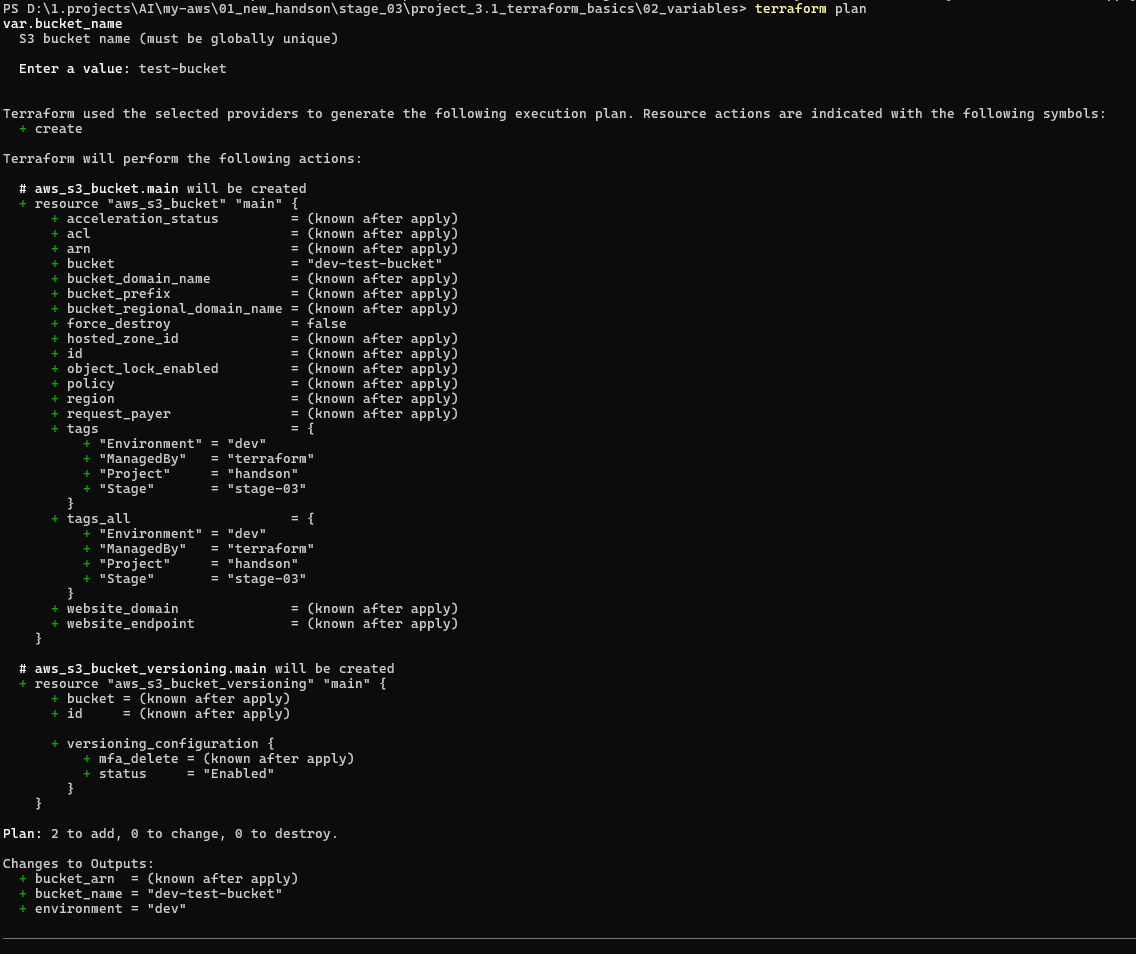 PS D:\1.projects\AI\my-aws\01_new_handson\stage_03\project_3.1_terraform_basics\02_variables> terraform plan
var.bucket_name
  S3 bucket name (must be globally unique)

  Enter a value: test-bucket


Terraform used the selected providers to generate the following execution plan. Resource actions are indicated with the following symbols:
  + create

Terraform will perform the following actions:

  # aws_s3_bucket.main will be created
  + resource "aws_s3_bucket" "main" {
      + acceleration_status         = (known after apply)
      + acl                         = (known after apply)
      + arn                         = (known after apply)
      + bucket                      = "dev-test-bucket"
      + bucket_domain_name          = (known after apply)
      + bucket_prefix               = (known after apply)
      + bucket_regional_domain_name = (known after apply)
      + force_destroy               = false
      + hosted_zone_id              = (known after apply)
      + id                          = (known after apply)
      + object_lock_enabled         = (known after apply)
      + policy                      = (known after apply)
      + region                      = (known after apply)
      + request_payer               = (known after apply)
      + tags                        = {
          + "Environment" = "dev"
          + "ManagedBy"   = "terraform"
          + "Project"     = "handson"
          + "Stage"       = "stage-03"
        }
      + tags_all                    = {
          + "Environment" = "dev"
          + "ManagedBy"   = "terraform"
          + "Project"     = "handson"
          + "Stage"       = "stage-03"
        }
      + website_domain              = (known after apply)
      + website_endpoint            = (known after apply)
    }

  # aws_s3_bucket_versioning.main will be created
  + resource "aws_s3_bucket_versioning" "main" {
      + bucket = (known after apply)
      + id     = (known after apply)

      + versioning_configuration {
          + mfa_delete = (known after apply)
          + status     = "Enabled"
        }
    }

Plan: 2 to add, 0 to change, 0 to destroy.

Changes to Outputs:
  + bucket_arn  = (known after apply)
  + bucket_name = "dev-test-bucket"
  + environment = "dev"